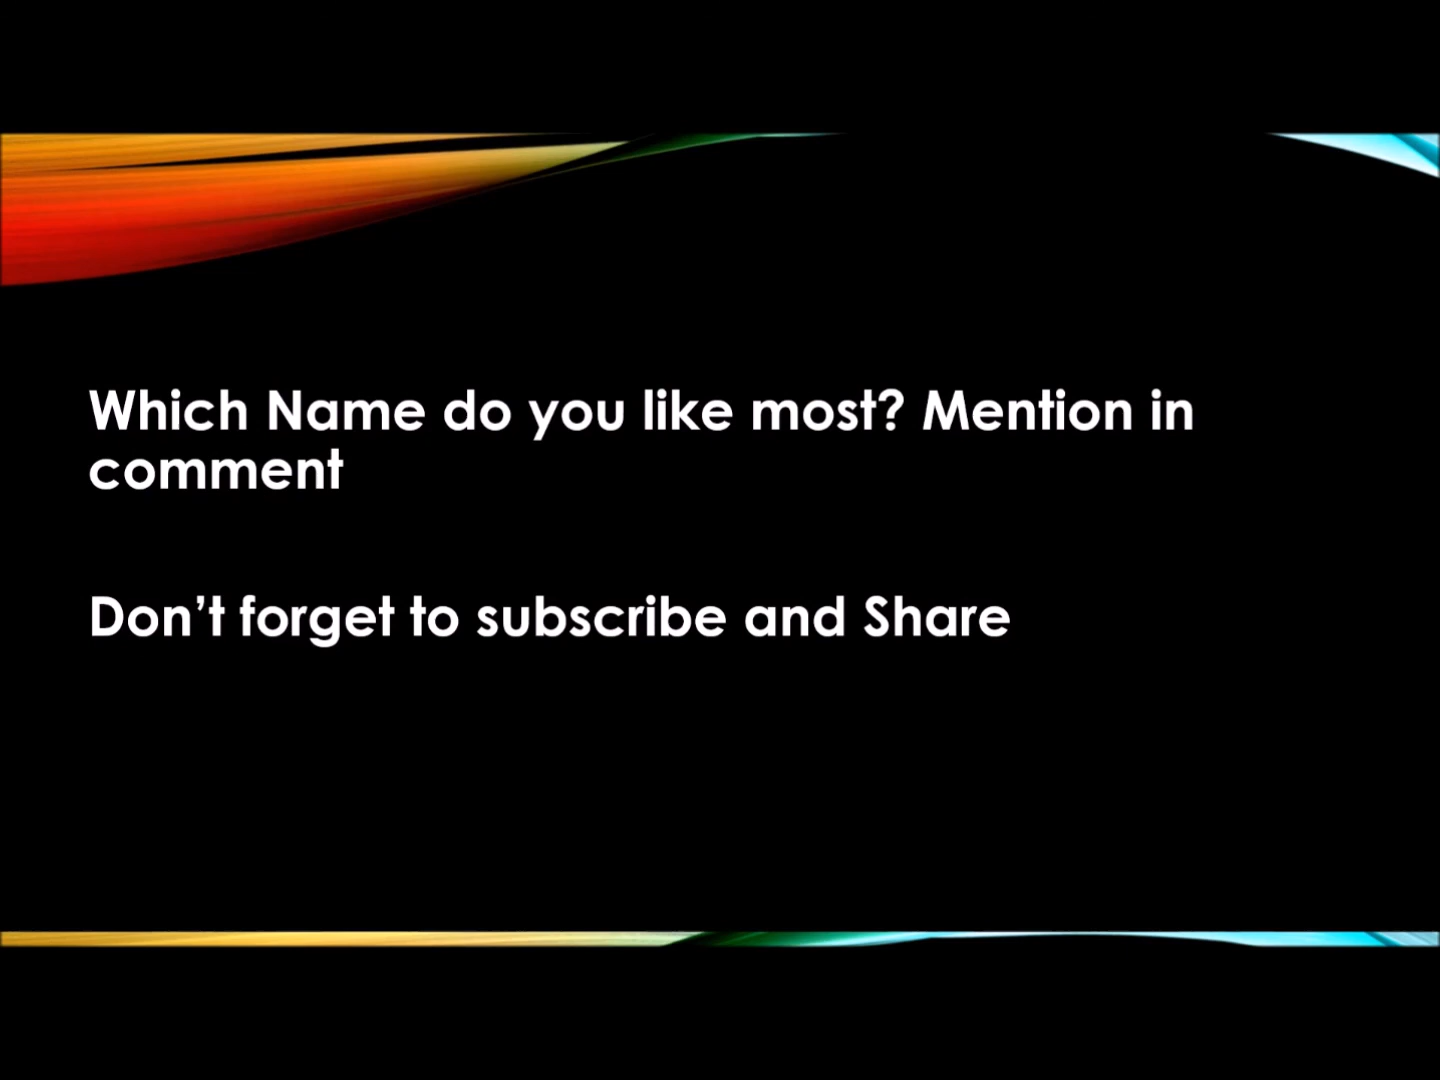 Which Name do you like most? Mention in
comment
Don’t forget to subscribe and Share